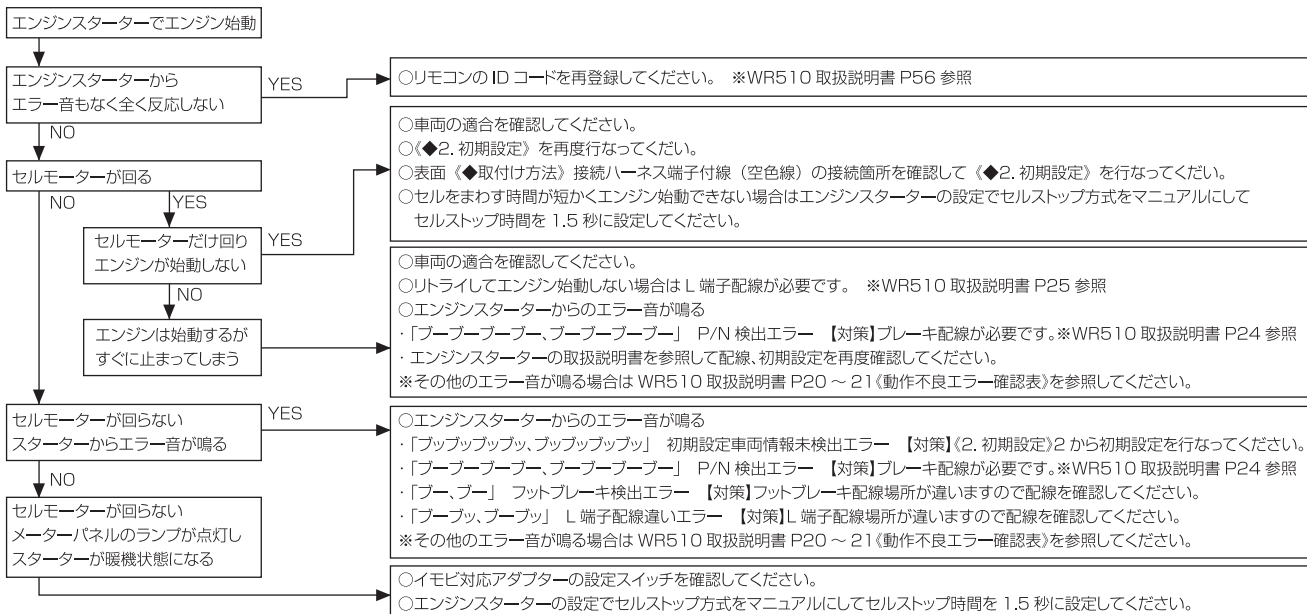 エンジンスターターでエンジン始動
エンジンスターターから
エラー音もなく全く反応しない
YES
○リモコンの ID コードを再登録してください。 ※WR510 取扱説明書 P56 参照
NO
セルモーターが回る
NO
YES
セルモーターだけ回り
エンジンが始動しない
YES
○車両の適合を確認してください。
○《◆2. 初期設定》を再度行なってくだい。
○表面《◆取付け方法》接続ハーネス端子付線（空色線）の接続箇所を確認して《◆2. 初期設定》を行なってくだい。
○セルをまわす時間が短かくエンジン始動できない場合はエンジンスターターの設定でセルストップ方式をマニュアルにして
セルストップ時間を 1.5 秒に設定してください。
NO
エンジンは始動するが
すぐに止まってしまう
○車両の適合を確認してください。
○リトライしてエンジン始動しない場合は L 端子配線が必要です。 ※WR510 取扱説明書 P25 参照
○エンジンスターターからのエラー音が鳴る
・「ブーブーブーブー、ブーブーブーブー」 P/N 検出エラー 【対策】ブレーキ配線が必要です。※WR510 取扱説明書 P24 参照
・エンジンスターターの取扱説明書を参照して配線、初期設定を再度確認してください。
※その他のエラー音が鳴る場合は WR510 取扱説明書 P20 ～ 21《動作不良エラー確認表》を参照してください。
セルモーターが回らない
スターターからエラー音が鳴る
YES
○エンジンスターターからのエラー音が鳴る
・「ブッブッブッブッ、ブッブッブッブッ」 初期設定車両情報未検出エラー 【対策】《2. 初期設定》2 から初期設定を行なってください。
・「ブーブーブーブー、ブーブーブーブー」 P/N 検出エラー 【対策】ブレーキ配線が必要です。※WR510 取扱説明書 P24 参照
・「ブー、ブー」 フットブレーキ検出エラー 【対策】フットブレーキ配線場所が違いますので配線を確認してください。
・「ブーブッ、ブーブッ」 L 端子配線違いエラー 【対策】L 端子配線場所が違いますので配線を確認してください。
※その他のエラー音が鳴る場合は WR510 取扱説明書 P20 ～ 21《動作不良エラー確認表》を参照してください。
NO
セルモーターが回らない
メーターパネルのランプが点灯し
スターターが暖機状態になる
○イモビ対応アダプターの設定スイッチを確認してください。
○エンジンスターターの設定でセルストップ方式をマニュアルにしてセルストップ時間を 1.5 秒に設定してください。